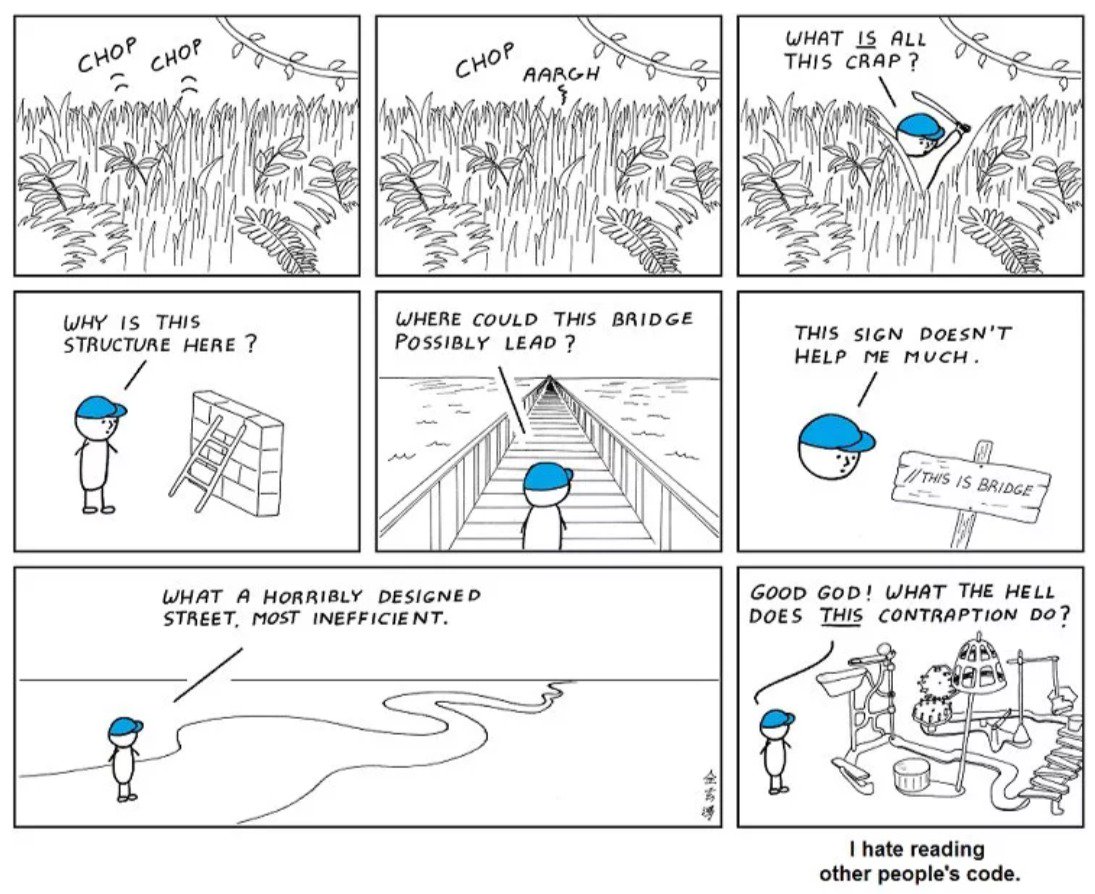 CHOP CHOP
CHOP
AARGH
WHAT IS ALL
THIS CRAP?
WHY IS THIS
STRUCTURE HERE?
WHERE COULD THIS BRIDGE
POSSIBLY LEAD?
THIS SIGN DOESN'T
HELP ME MUCH.
//THIS IS BRIDGE
WHAT A HORRIBLY DESIGNED
STREET, MOST INEFFICIENT.
GOOD GOD! WHAT THE HELL
DOES THIS CONTRAPTION DO?
I hate reading
other people's code.